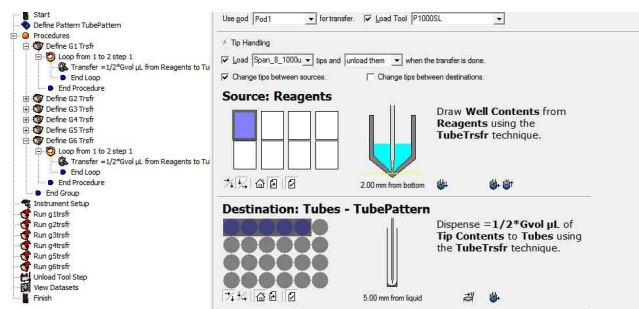 Start
Define Pattern TubePattern
Procedures
Define G1 Trsfr
Loop from 1 to 2 step 1
Transfer =1/2*Gvol µL from Reagents to Tu
End Loop
End Procedure
Define G2 Trsfr
Define G3 Trsfr
Define G4 Trsfr
Define G5 Trsfr
Define G6 Trsfr
Loop from 1 to 2 step 1
Transfer =1/2*Gvol µL from Reagents to Tu
End Loop
End Procedure
End Group
Instrument Setup
Run g1trsfr
Run g2trsfr
Run g3trsfr
Run g4trsfr
Run g5trsfr
Run g6trsfr
Unload Tool Step
View Datasets
Finish
Use pod Pod1 for transfer. Load Tool P1000SL
Tip Handling
Load Span_8_1000u tips and unload them when the transfer is done.
Change tips between sources. Change tips between destinations.
Source: Reagents
Draw Well Contents from
Reagents using the
TubeTrsfr technique.
2.00 mm from bottom
Destination: Tubes - TubePattern
Dispense =1/2*Gvol µL of
Tip Contents to Tubes using
the TubeTrsfr technique.
5.00 mm from liquid